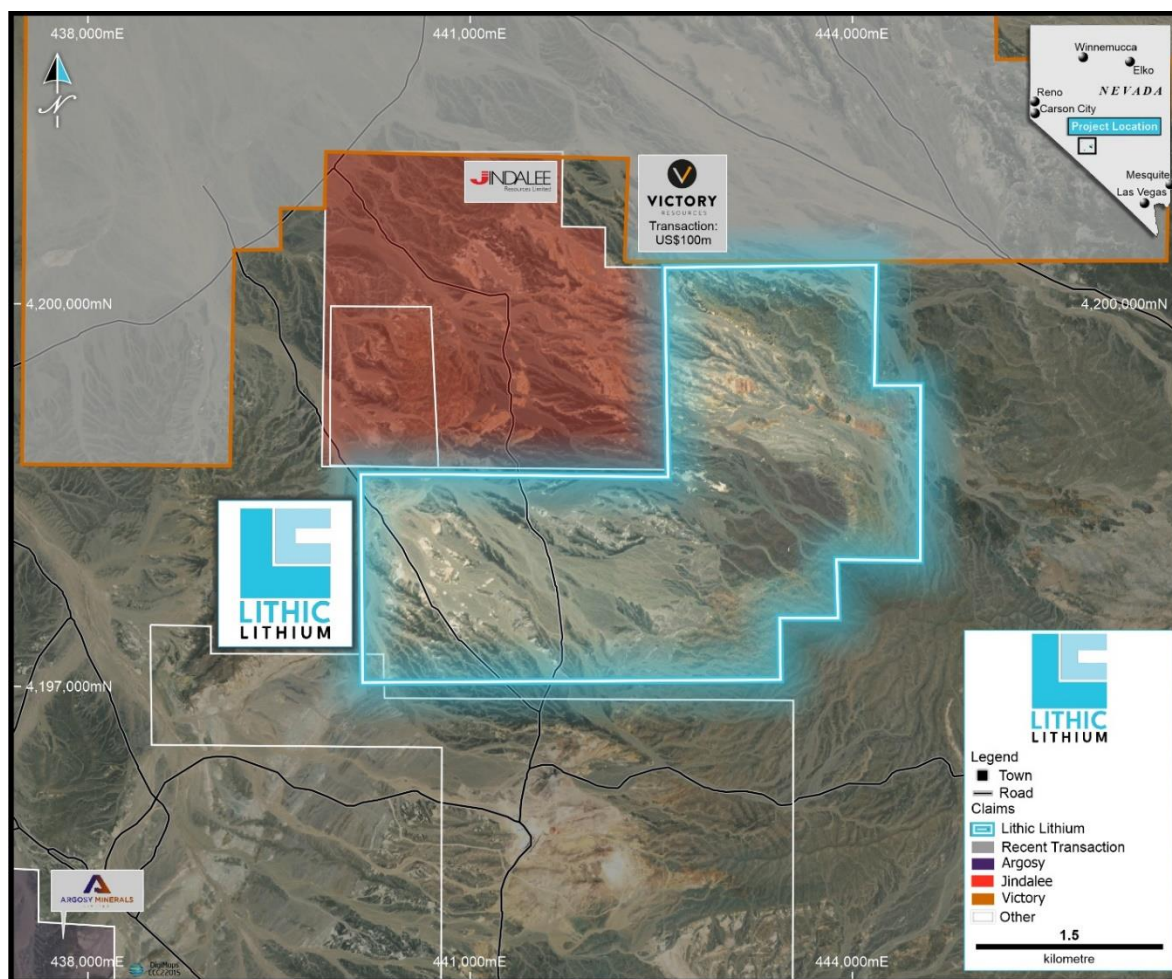 438,000mE
441,000mE
444,000mE
N
Winnemucca
Elko
NEVADA
Reno
Carson City
Project Location
Mesquite
Las Vegas
JINDALEE
Resources Limited
VICTORY
RESOURCES
Transaction:
US$100m
4,200,000mN
4,200,000mN
LITHIC
LITHIUM
4,197,000mN
LITHIC
LITHIUM
Legend
Town
Road
Claims
Lithic Lithium
Recent Transaction
Argosy
Jindalee
Victory
Other
1.5
kilometre
ARGOSY MINERALS
LIMITED
DigiMaps
CCC22015
438,000mE
441,000mE
444,000mE